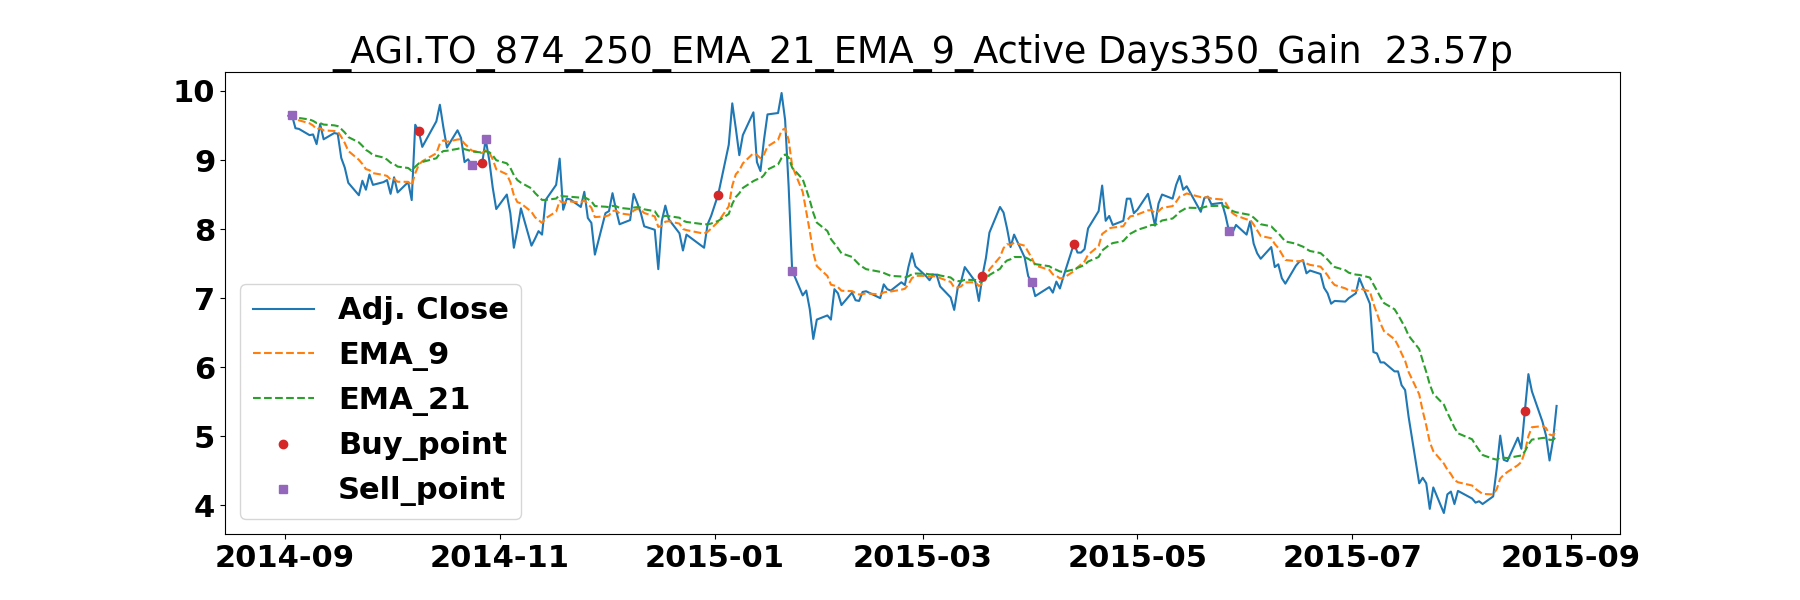 _AGI.TO_874_250_EMA_21_EMA_9_Active Days350_Gain  23.57p
10
9
8
7
6
5
4
Adj. Close
EMA_9
EMA_21
Buy_point
Sell_point
2014-09 2014-11 2015-01 2015-03 2015-05 2015-07 2015-09